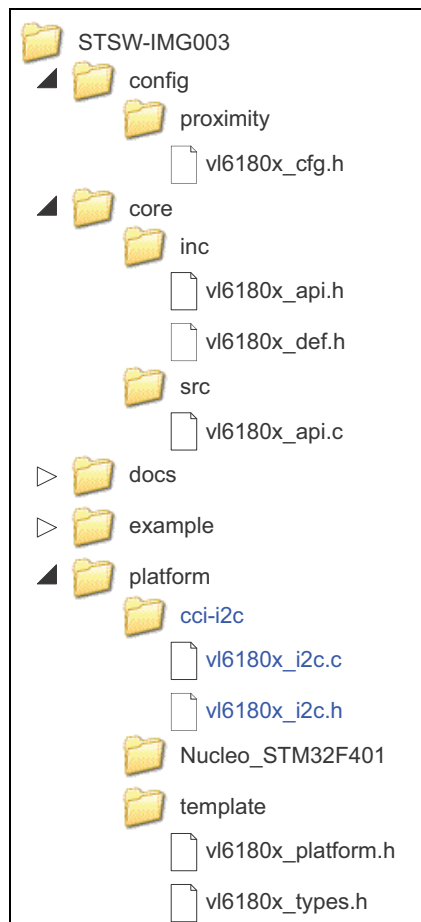 STSW-IMG003
config
proximity
vl6180x_cfg.h
core
inc
vl6180x_api.h
vl6180x_def.h
src
vl6180x_api.c
docs
example
platform
cci-i2c
vl6180x_i2c.c
vl6180x_i2c.h
Nucleo_STM32F401
template
vl6180x_platform.h
vl6180x_types.h